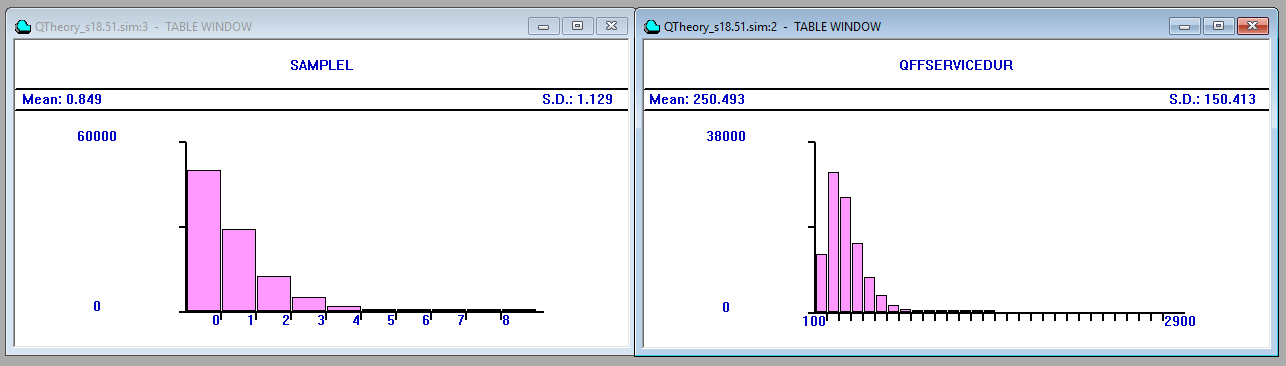 QTheory_s18.51.sim:3 - TABLE WINDOW
SAMPLEL
Mean: 0.849 S.D.: 1.129
60000
0
0 1 2 3 4 5 6 7 8
QTheory_s18.51.sim:2 - TABLE WINDOW
QFFSERVICEDUR
Mean: 250.493 S.D.: 150.413
38000
0
100 2900